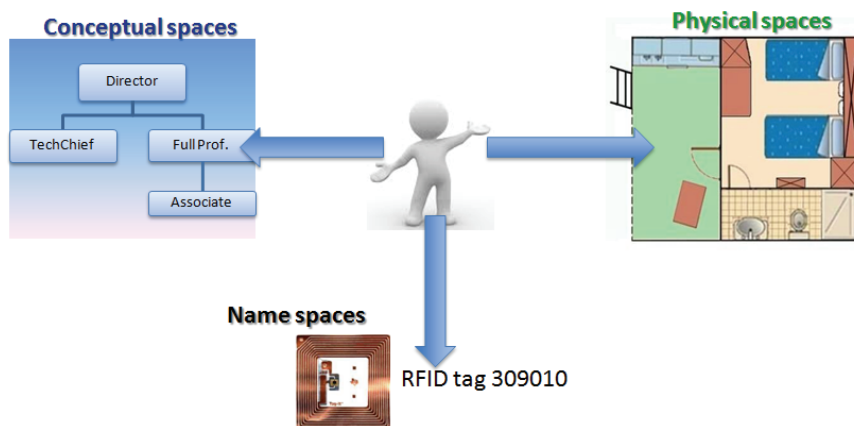 Conceptual spaces
Physical spaces
Director
TechChief
Full Prof.
Associate
Name spaces
RFID tag 309010